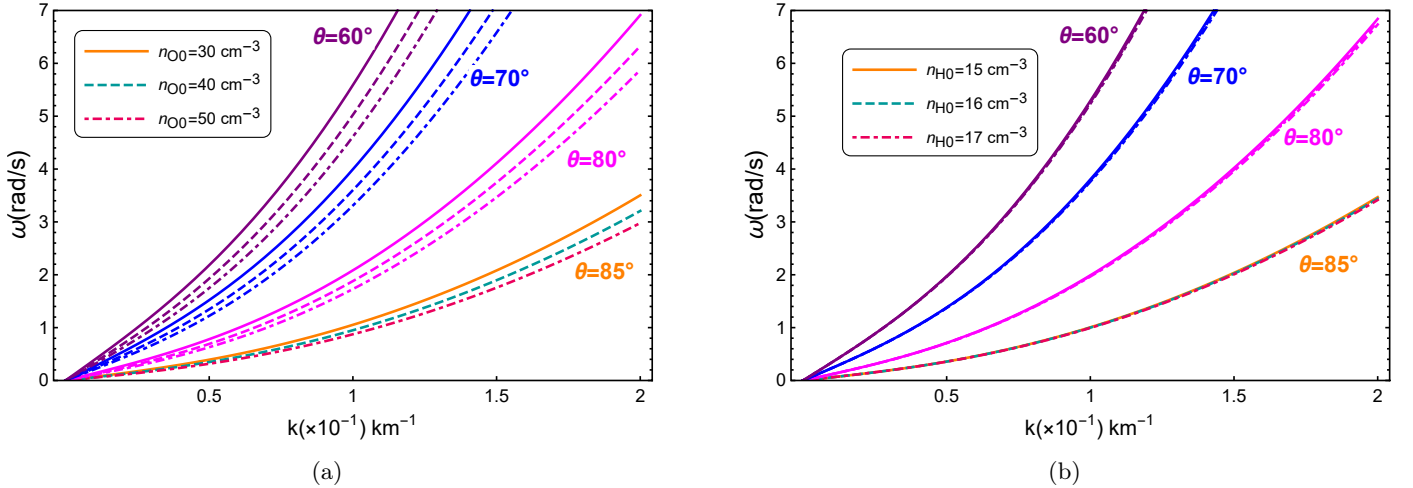 7
6
5
4
3
2
1
0
ω(rad/s)
n_O0=30 cm⁻³
n_O0=40 cm⁻³
n_O0=50 cm⁻³
θ=60°
θ=70°
θ=80°
θ=85°
0.5 1 1.5 2
k(×10⁻¹) km⁻¹
(a)
7
6
5
4
3
2
1
0
ω(rad/s)
n_H0=15 cm⁻³
n_H0=16 cm⁻³
n_H0=17 cm⁻³
θ=60°
θ=70°
θ=80°
θ=85°
0.5 1 1.5 2
k(×10⁻¹) km⁻¹
(b)